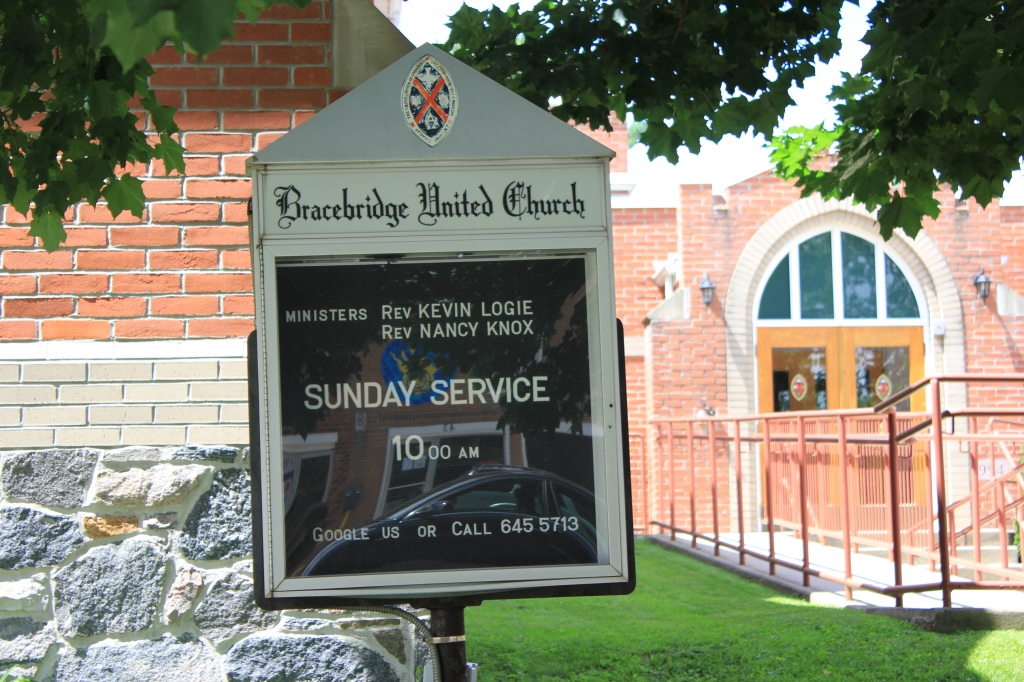 Bracebridge United Church
MINISTERS REV KEVIN LOGIE
REV NANCY KNOX
SUNDAY SERVICE
10 00 AM
GOOGLE US OR CALL 645 5713